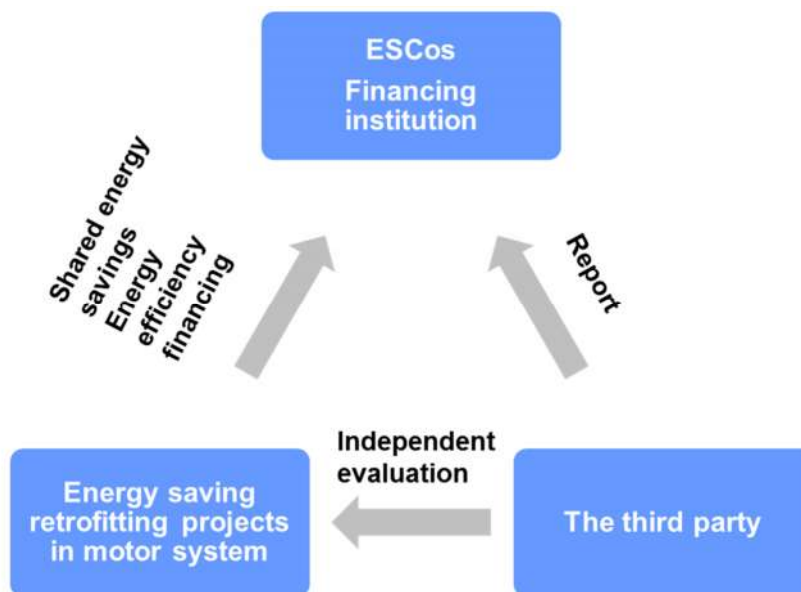 ESCos
Financing
institution
Shared energy
savings
Energy
efficiency
financing
Report
Independent
evaluation
Energy saving
retrofitting projects
in motor system
The third party